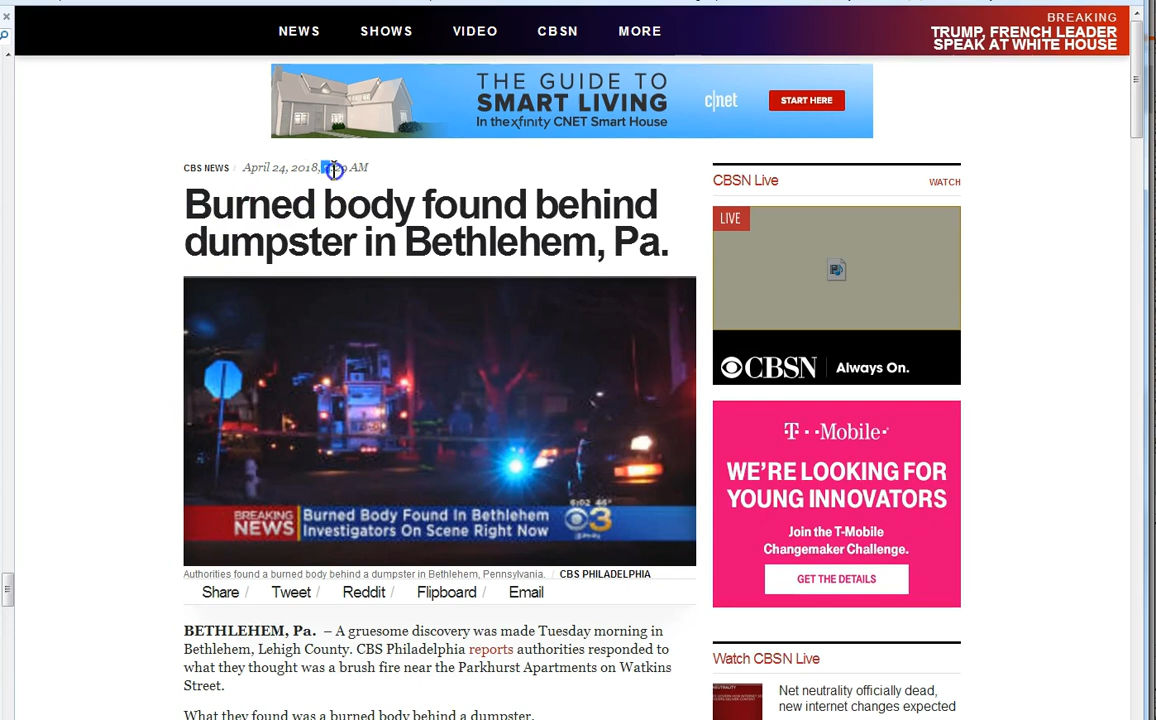 NEWS SHOWS VIDEO CBSN MORE
BREAKING
TRUMP, FRENCH LEADER
SPEAK AT WHITE HOUSE
THE GUIDE TO
SMART LIVING
In the xfinity CNET Smart House
c|net
START HERE
CBS NEWS / April 24, 2018, AM
Burned body found behind
dumpster in Bethlehem, Pa.
BREAKING
NEWS
Burned Body Found In Bethlehem
Investigators On Scene Right Now
6:02 46°
3
Authorities found a burned body behind a dumpster in Bethlehem, Pennsylvania. / CBS PHILADELPHIA
Share / Tweet / Reddit / Flipboard / Email
BETHLEHEM, Pa. – A gruesome discovery was made Tuesday morning in
Bethlehem, Lehigh County. CBS Philadelphia reports authorities responded to
what they thought was a brush fire near the Parkhurst Apartments on Watkins
Street.
What they found was a burned body behind a dumpster.
CBSN Live
WATCH
LIVE
CBSN Always On.
T··Mobile·
WE'RE LOOKING FOR
YOUNG INNOVATORS
Join the T-Mobile
Changemaker Challenge.
GET THE DETAILS
Watch CBSN Live
Net neutrality officially dead,
new internet changes expected